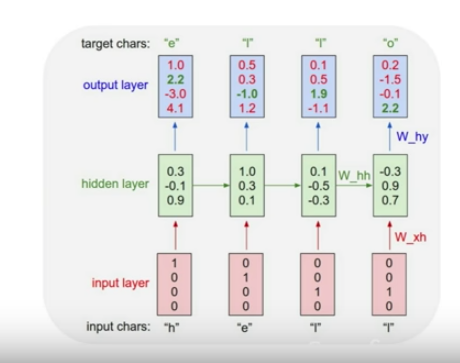 target chars: "e" "l" "l" "o"
1.0 0.5 0.1 0.2
2.2 0.3 0.5 -1.5
output layer
-3.0 -1.0 1.9 -0.1
4.1 1.2 -1.1 2.2
W_hy
0.3 1.0 0.1 W_hh -0.3
hidden layer -0.1 0.3 -0.5 0.9
0.9 0.1 -0.3 0.7
W_xh
1 0 0 0
0 1 0 0
input layer
0 0 1 1
0 0 0 0
input chars: "h" "e" "l" "l"